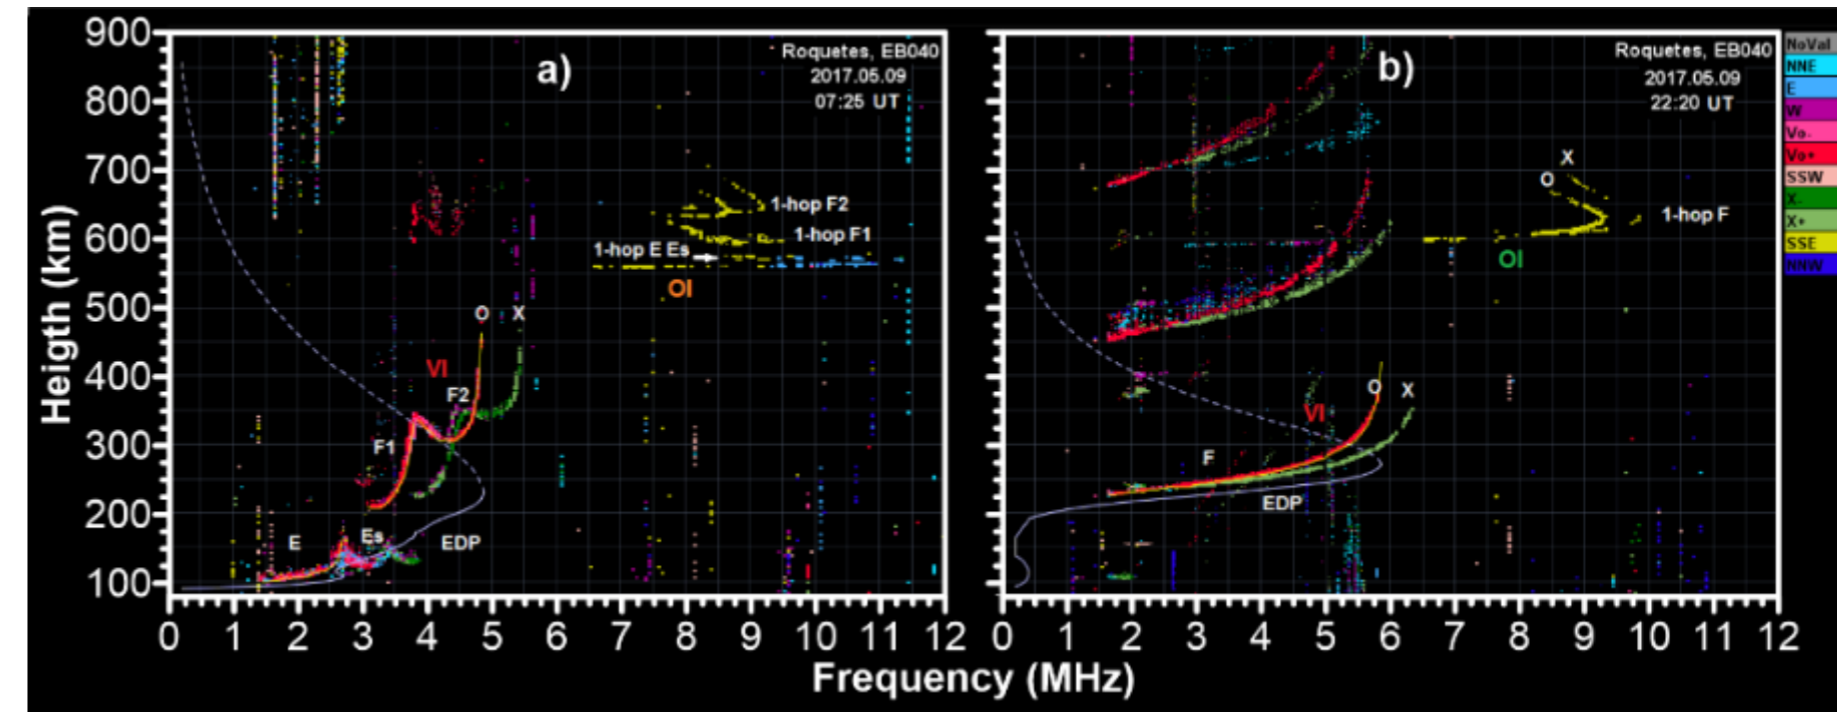 900
800
700
600
500
400
300
200
100
Heigth (km)
a)
Roquetes, EB040
2017.05.09
07:25 UT
1-hop F2
1-hop F1
1-hop E Es
OI
O
X
VI
F2
F1
E
Es
EDP
0 1 2 3 4 5 6 7 8 9 10 11 12
b)
Roquetes, EB040
2017.05.09
22:20 UT
X
O
1-hop F
OI
O
X
VI
F
EDP
0 1 2 3 4 5 6 7 8 9 10 11 12
Frequency (MHz)
NoVal
NNE
E
W
Vo-
Vo+
SSW
X-
X+
SSE
NNW